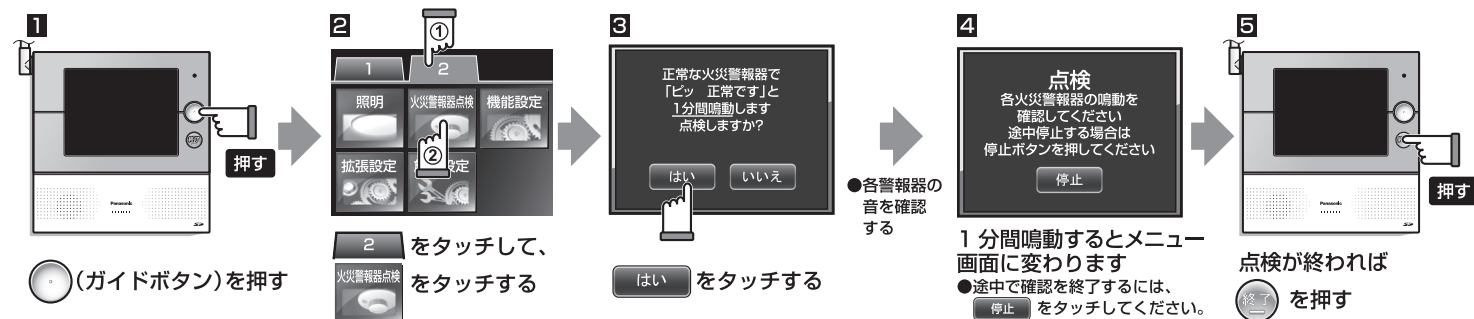 1
Panasonic
押す
(ガイドボタン)を押す
2
①
1
2
照明
火災警報器点検
機能設定
②
拡張設定
設定
2 をタッチして、
火災警報器点検
をタッチする
3
正常な火災警報器で
「ピッ 正常です」と
1分間鳴動します
点検しますか?
はい
いいえ
はい をタッチする
●各警報器の
音を確認
する
4
点検
各火災警報器の鳴動を
確認してください
途中停止する場合は
停止ボタンを押してください
停止
1 分間鳴動するとメニュー
画面に変わります
●途中で確認を終了するには、
停止 をタッチしてください。
5
Panasonic
押す
点検が終われば
終了 を押す